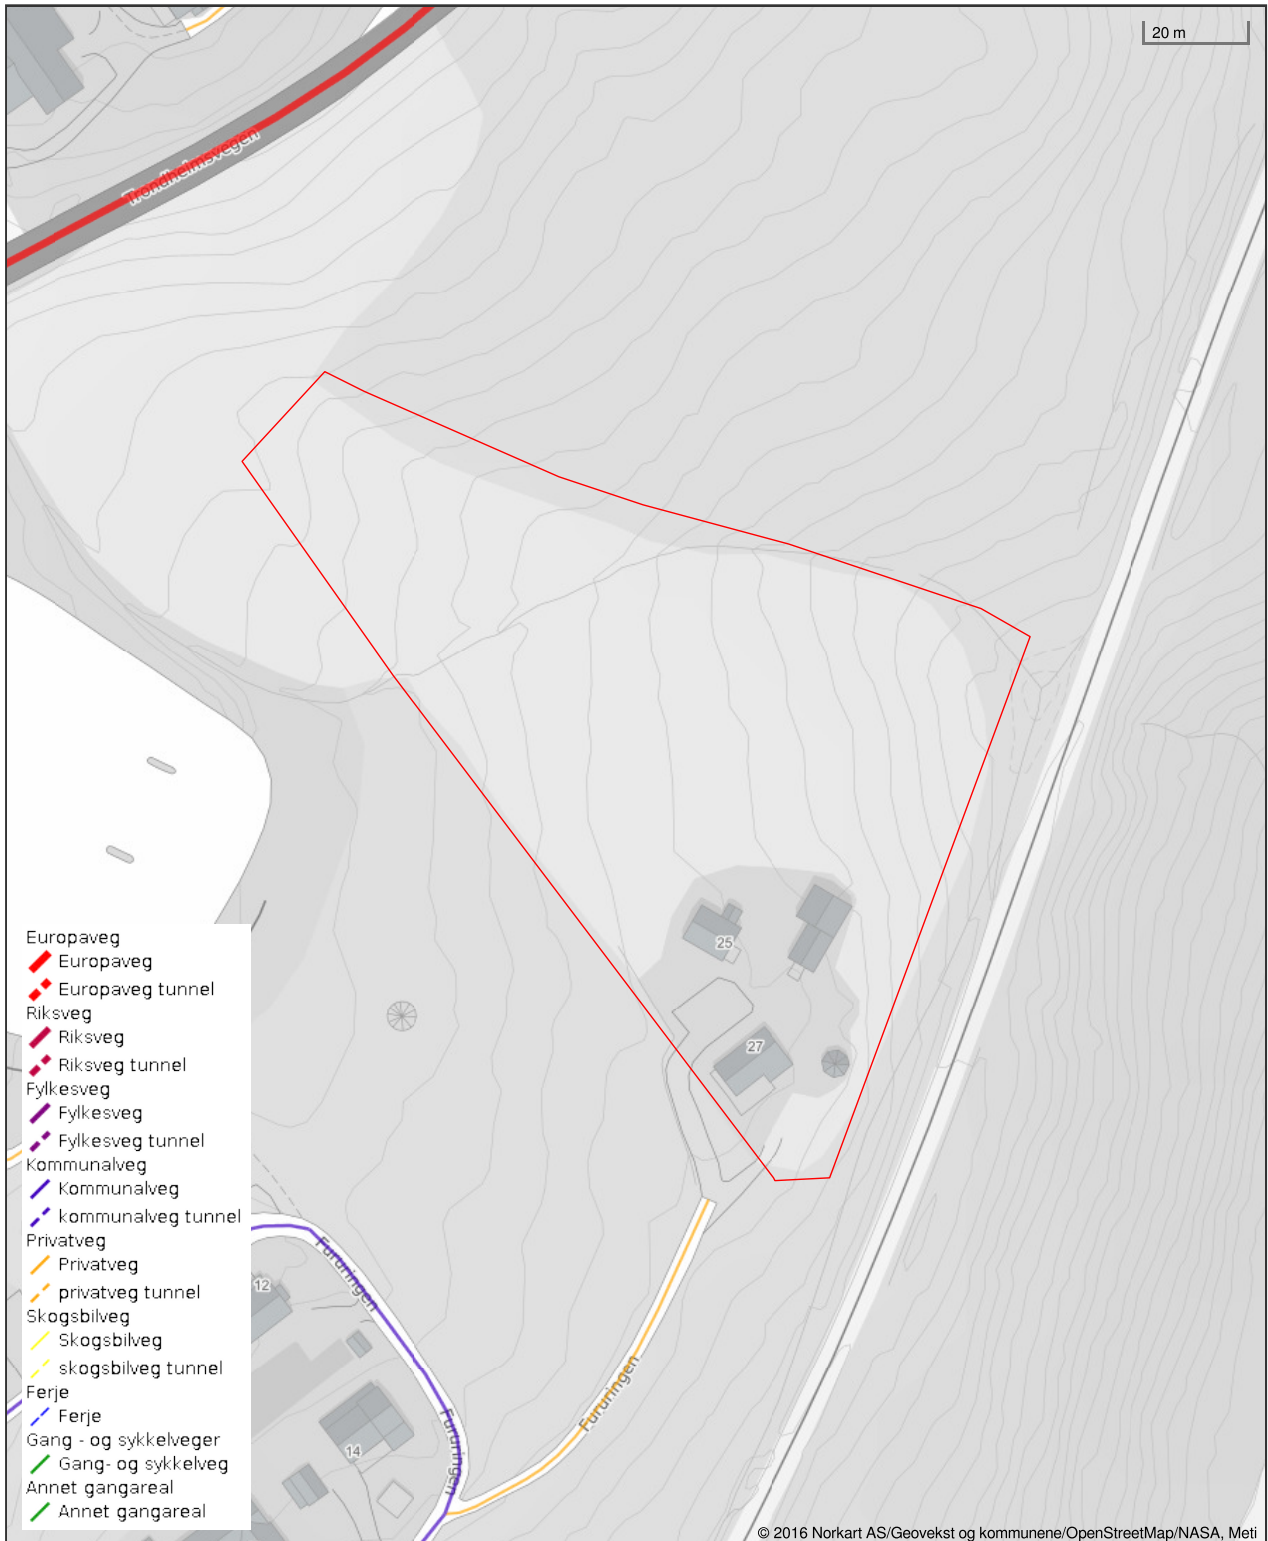 20 m
Trondheimsvegen
25
27
Europaveg
Europaveg
Europaveg tunnel
Riksveg
Riksveg
Riksveg tunnel
Fylkesveg
Fylkesveg
Fylkesveg tunnel
Kommunalveg
Kommunalveg
kommunalveg tunnel
Privatveg
Privatveg
privatveg tunnel
Skogsbilveg
Skogsbilveg
skogsbilveg tunnel
Ferje
Ferje
Gang - og sykkelveger
Gang- og sykkelveg
Annet gangareal
Annet gangareal
Fururingen
12
Fururingen
14
Fururingen
© 2016 Norkart AS/Geovekst og kommunene/OpenStreetMap/NASA, Meti